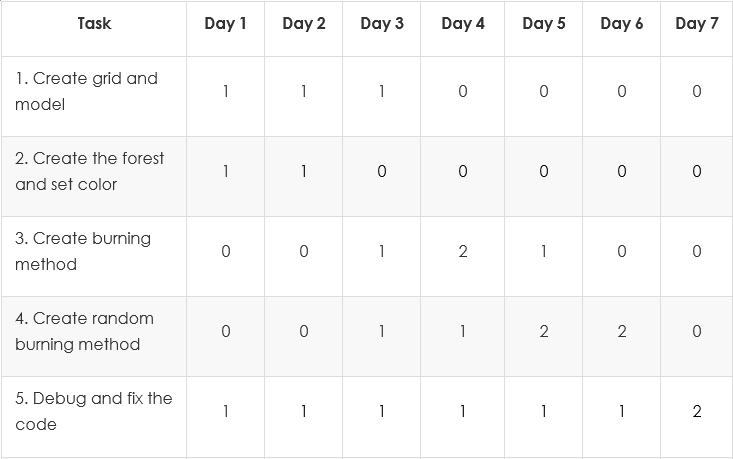 Task Day 1 Day 2 Day 3 Day 4 Day 5 Day 6 Day 7
1. Create grid and
model 1 1 1 0 0 0 0
2. Create the forest
and set color 1 1 0 0 0 0 0
3. Create burning
method 0 0 1 2 1 0 0
4. Create random
burning method 0 0 1 1 2 2 0
5. Debug and fix the
code 1 1 1 1 1 1 2